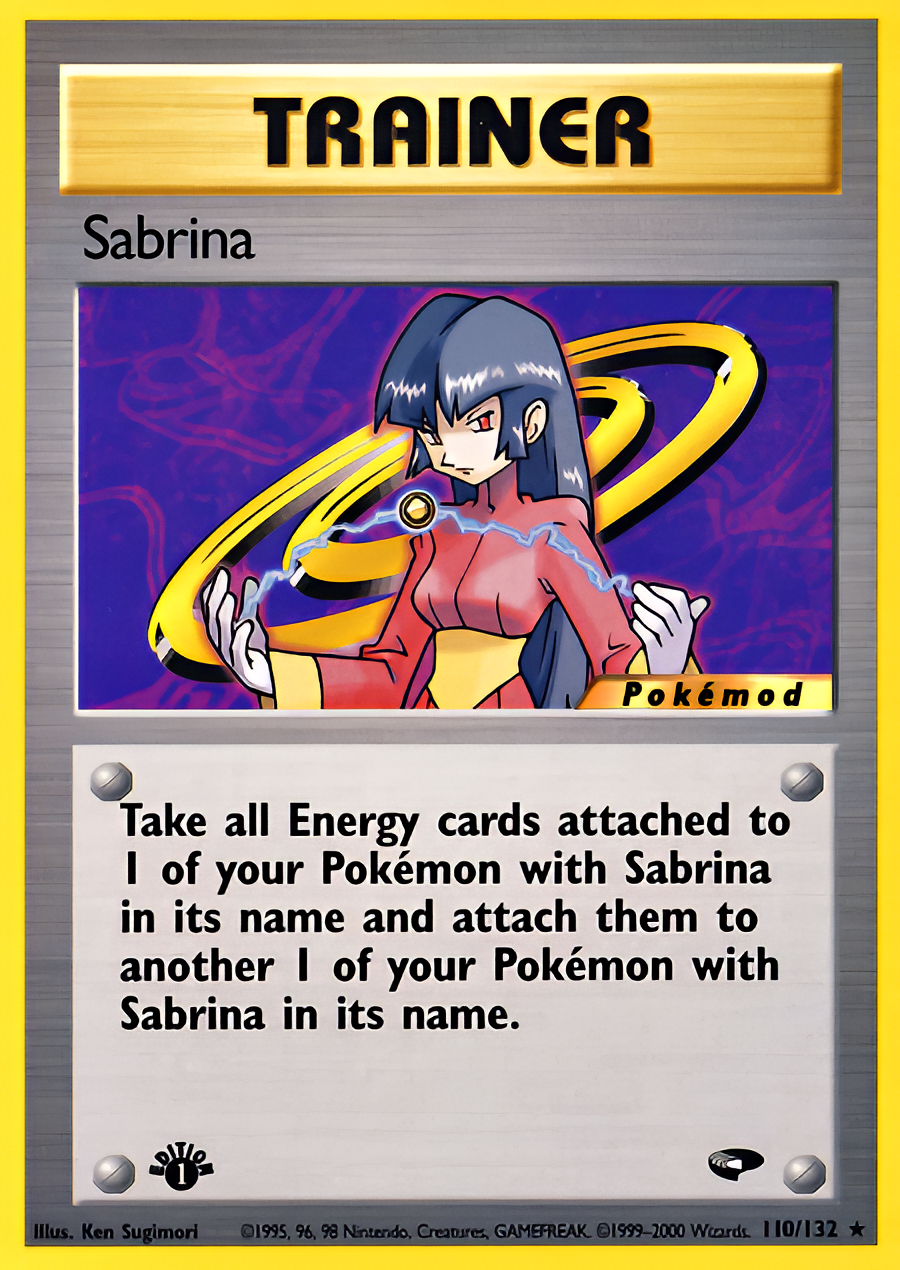 TRAINER
Sabrina
Pokémod
Take all Energy cards attached to
1 of your Pokémon with Sabrina
in its name and attach them to
another 1 of your Pokémon with
Sabrina in its name.
EDITION
1
Illus. Ken Sugimori ©1995, 96, 98 Nintendo, Creatures, GAMEFREAK. ©1999–2000 Wizards. 110/132 ★